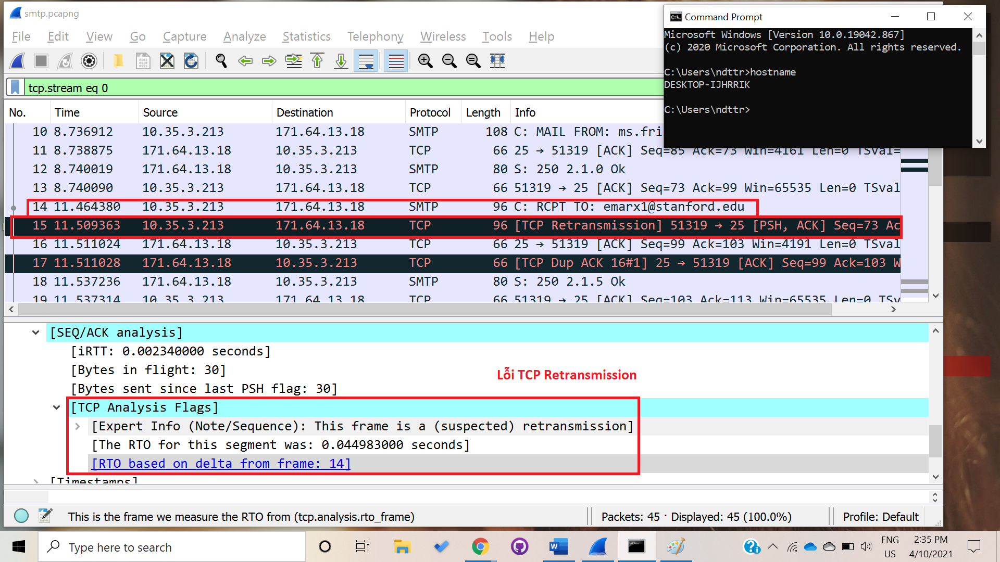 smtp.pcapng
File Edit View Go Capture Analyze Statistics Telephony Wireless Tools Help
tcp.stream eq 0
Command Prompt
Microsoft Windows [Version 10.0.19042.867]
(c) 2020 Microsoft Corporation. All rights reserved.
C:\Users\ndttr>hostname
DESKTOP-IJHRRIK
C:\Users\ndttr>
No. Time Source Destination Protocol Length Info
10 8.736912 10.35.3.213 171.64.13.18 SMTP 108 C: MAIL FROM: ms.fri
11 8.738875 171.64.13.18 10.35.3.213 TCP 66 25 → 51319 [ACK] Seq=85 Ack=73 Win=4161 Len=0 TSval=
12 8.740019 171.64.13.18 10.35.3.213 SMTP 80 S: 250 2.1.0 Ok
13 8.740090 10.35.3.213 171.64.13.18 TCP 66 51319 → 25 [ACK] Seq=73 Ack=99 Win=65535 Len=0 TSval
14 11.464380 10.35.3.213 171.64.13.18 SMTP 96 C: RCPT TO: emarx1@stanford.edu
15 11.509363 10.35.3.213 171.64.13.18 TCP 96 [TCP Retransmission] 51319 → 25 [PSH, ACK] Seq=73 Ac
16 11.511024 171.64.13.18 10.35.3.213 TCP 66 25 → 51319 [ACK] Seq=99 Ack=103 Win=4191 Len=0 TSval
17 11.511028 171.64.13.18 10.35.3.213 TCP 66 [TCP Dup ACK 16#1] 25 → 51319 [ACK] Seq=99 Ack=103 W
18 11.537236 171.64.13.18 10.35.3.213 SMTP 80 S: 250 2.1.5 Ok
19 11.537314 10.35.3.213 171.64.13.18 TCP 66 51319 → 25 [ACK] Seq=103 Ack=113 Win=65535 Len=0 TSv
[SEQ/ACK analysis]
[iRTT: 0.002340000 seconds]
[Bytes in flight: 30]
[Bytes sent since last PSH flag: 30]
Lỗi TCP Retransmission
[TCP Analysis Flags]
[Expert Info (Note/Sequence): This frame is a (suspected) retransmission]
[The RTO for this segment was: 0.044983000 seconds]
[RTO based on delta from frame: 14]
[Timestamps]
This is the frame we measure the RTO from (tcp.analysis.rto_frame)
Packets: 45 · Displayed: 45 (100.0%)
Profile: Default
Type here to search
ENG
US
2:35 PM
4/10/2021